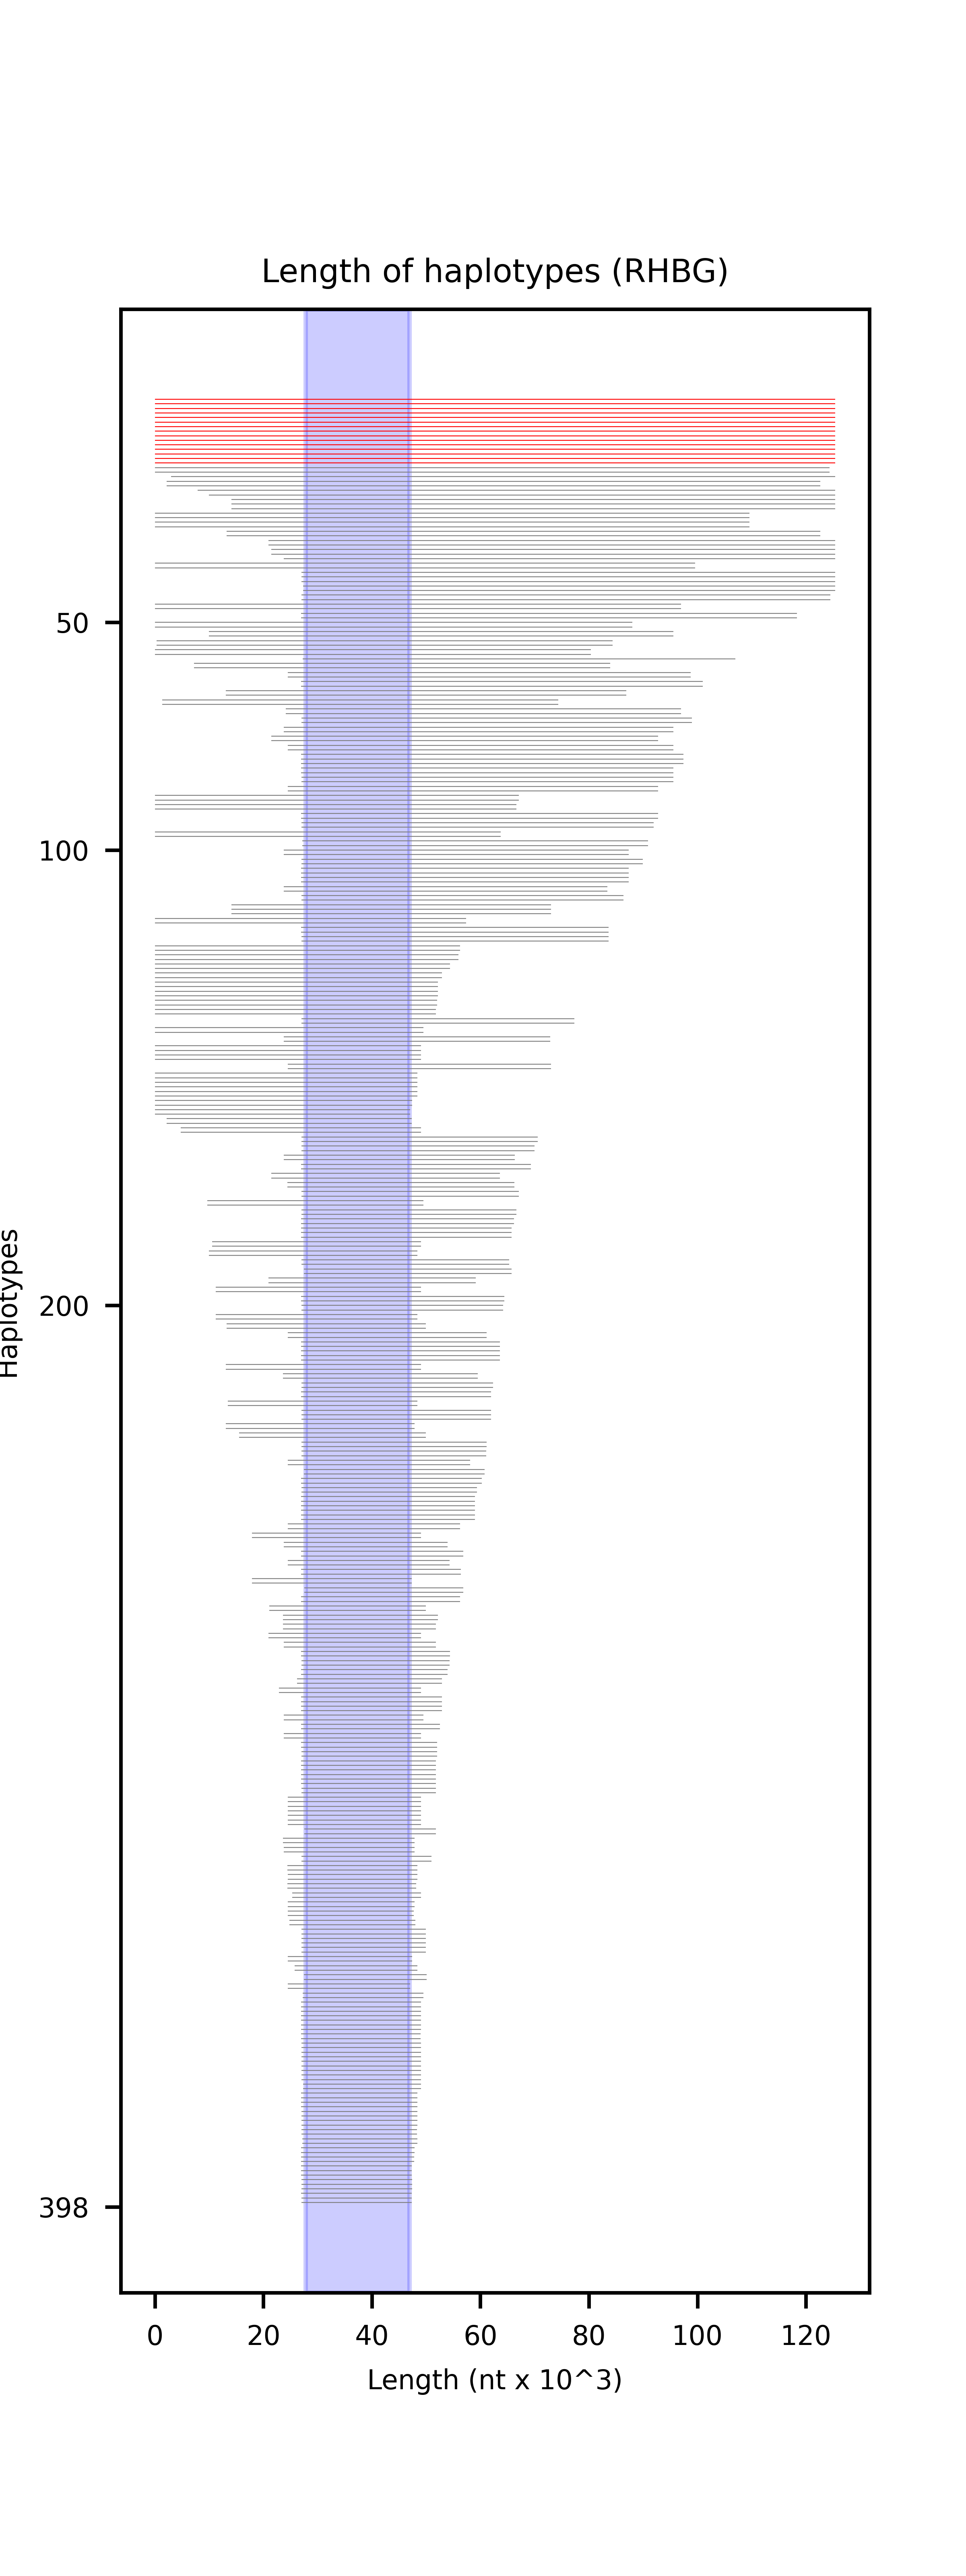 Length of haplotypes (RHBG)
50
100
200
398
Haplotypes
0 20 40 60 80 100 120
Length (nt x 10^3)